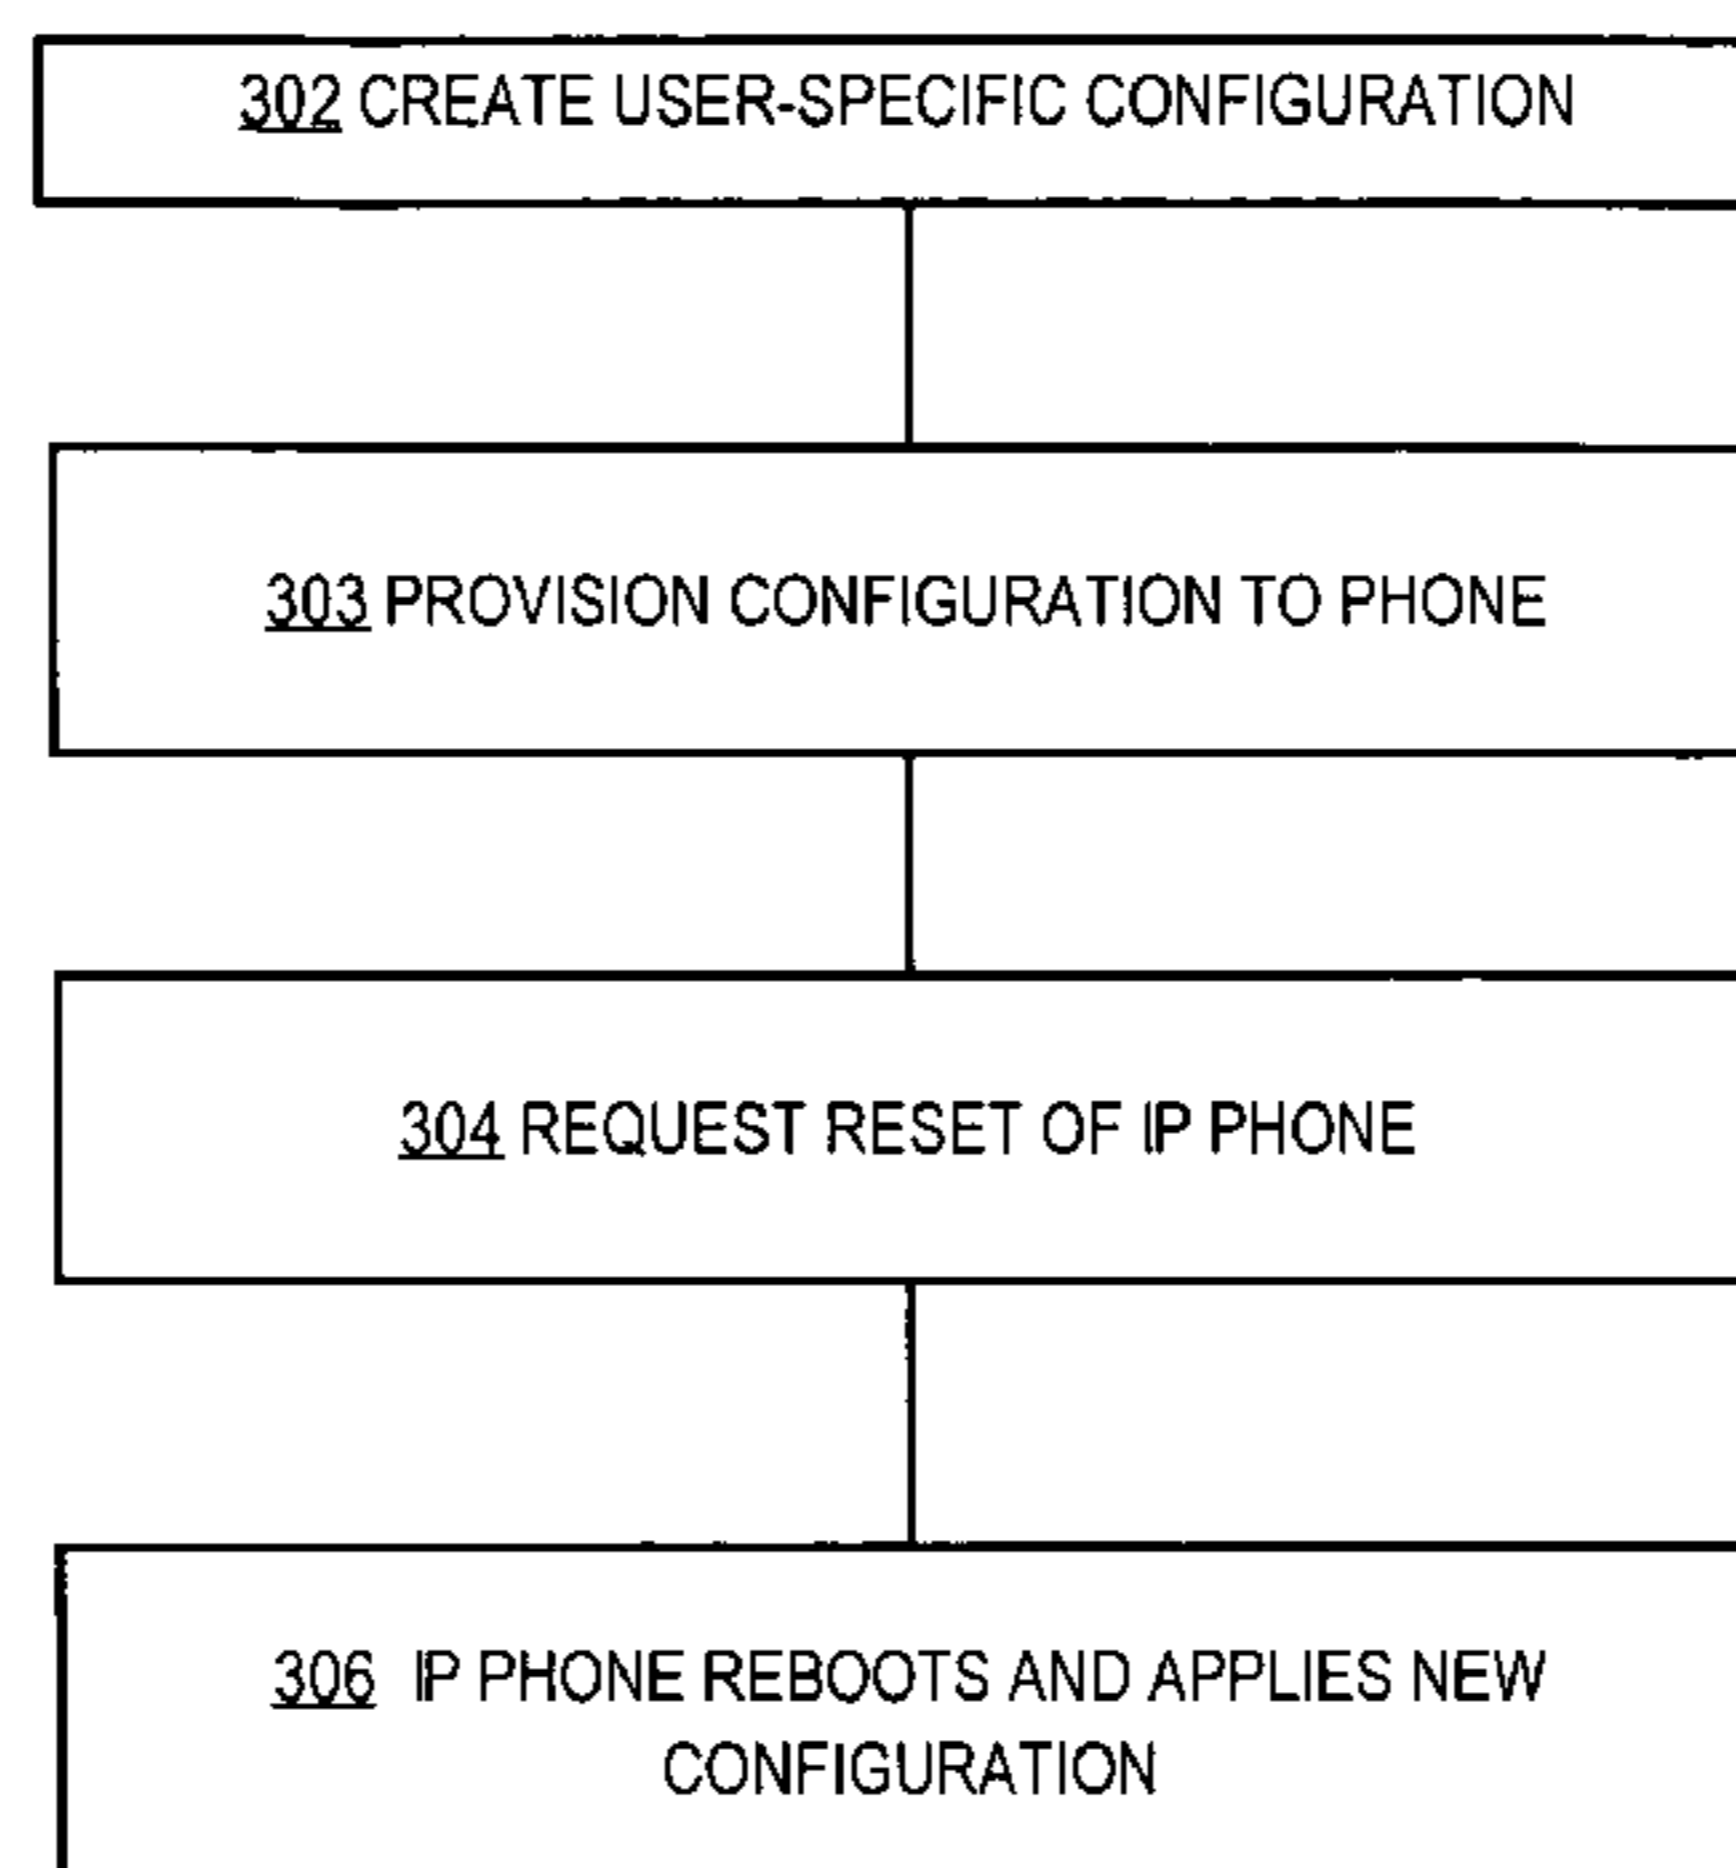 302 CREATE USER-SPECIFIC CONFIGURATION
303 PROVISION CONFIGURATION TO PHONE
304 REQUEST RESET OF IP PHONE
306 IP PHONE REBOOTS AND APPLIES NEW
CONFIGURATION